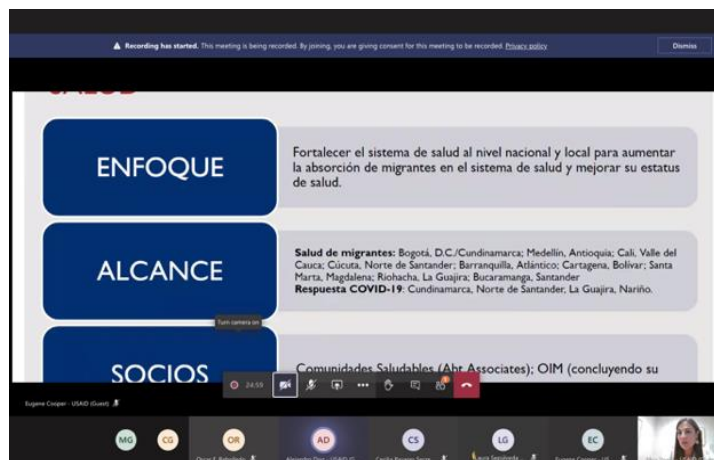 Recording has started. This meeting is being recorded. By joining, you are giving consent for this meeting to be recorded. Privacy policy
Dismiss
SALUD
ENFOQUE
Fortalecer el sistema de salud al nivel nacional y local para aumentar
la absorción de migrantes en el sistema de salud y mejorar su estatus
de salud.
ALCANCE
Salud de migrantes: Bogotá, D.C./Cundinamarca; Medellín, Antioquia; Cali, Valle del
Cauca; Cúcuta, Norte de Santander; Barranquilla, Atlántico; Cartagena, Bolívar; Santa
Marta, Magdalena; Riohacha, La Guajira; Bucaramanga, Santander
Respuesta COVID-19: Cundinamarca, Norte de Santander, La Guajira, Nariño.
Turn camera on
SOCIOS
Comunidades Saludables (Abt Associates); OIM (concluyendo su
24:59
Eugene Cooper - USAID (Guest)
MG
CG
OR
AD
CS
LG
EC